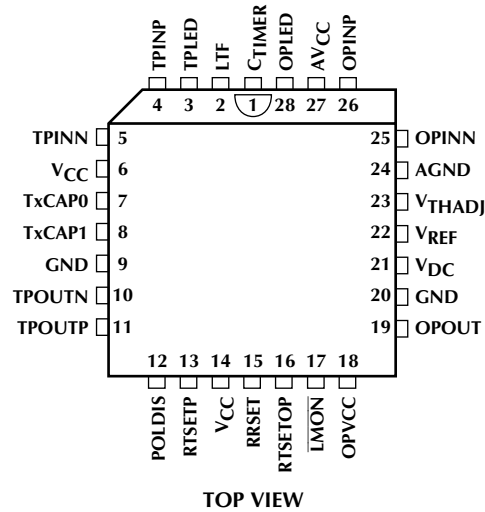 TPINP
TPLED
LTF
CTIMER
OPLED
AVCC
OPINP
4 3 2 1 28 27 26
TPINN 5
VCC 6
TxCAP0 7
TxCAP1 8
GND 9
TPOUTN 10
TPOUTP 11
25 OPINN
24 AGND
23 VTHADJ
22 VREF
21 VDC
20 GND
19 OPOUT
12 13 14 15 16 17 18
POLDIS
RTSETP
VCC
RRSET
RTSETOP
LMON
OPVCC
TOP VIEW